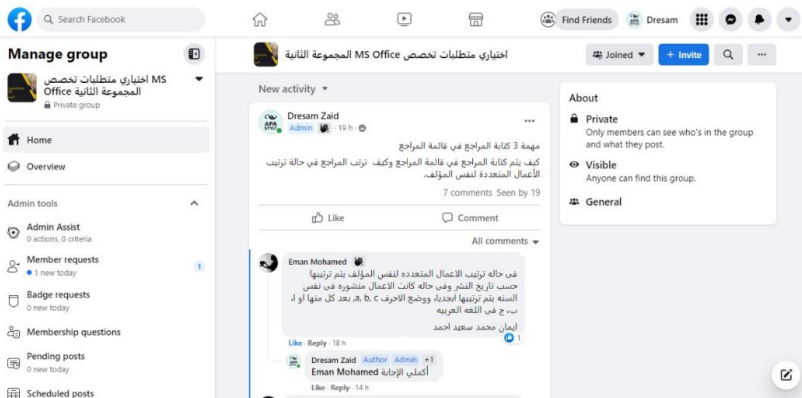 Search Facebook
Find Friends
Dresam
Manage group
MS اختياري متطلبات تخصص
المجموعة الثانية Office
Private group
Home
Overview
Admin tools
Admin Assist
0 actions, 0 criteria
Member requests
1 new today
1
Badge requests
0 new today
Membership questions
Pending posts
0 new today
Scheduled posts
اختياري متطلبات تخصص MS Office المجموعة الثانية
Joined
+ Invite
New activity
Dresam Zaid
Admin · 19 h ·
مهمة 3 كتابة المراجع في قائمة المراجع
كيف يتم كتابة المراجع في قائمة المراجع وكيف ترتب المراجع في حالة ترتيب
الأعمال المتعددة لنفس المؤلف.
7 comments Seen by 19
Like
Comment
All comments
Eman Mohamed
في حاله ترتيب الاعمال المتعدده لنفس المؤلف يتم ترتيبها
حسب تاريخ النشر وفي حاله كانت الاعمال منشوره في نفس
السنه يتم ترتيبها ابجديا، ووضع الاحرف a, b, c, بعد كل منها او ا،
ب، ج في اللغه العربيه
ايمان محمد سعيد احمد
1
Like · Reply · 18 h
Dresam Zaid Author Admin +1
Eman Mohamed أكملي الإجابة
Like · Reply · 14 h
About
Private
Only members can see who's in the group
and what they post.
Visible
Anyone can find this group.
General